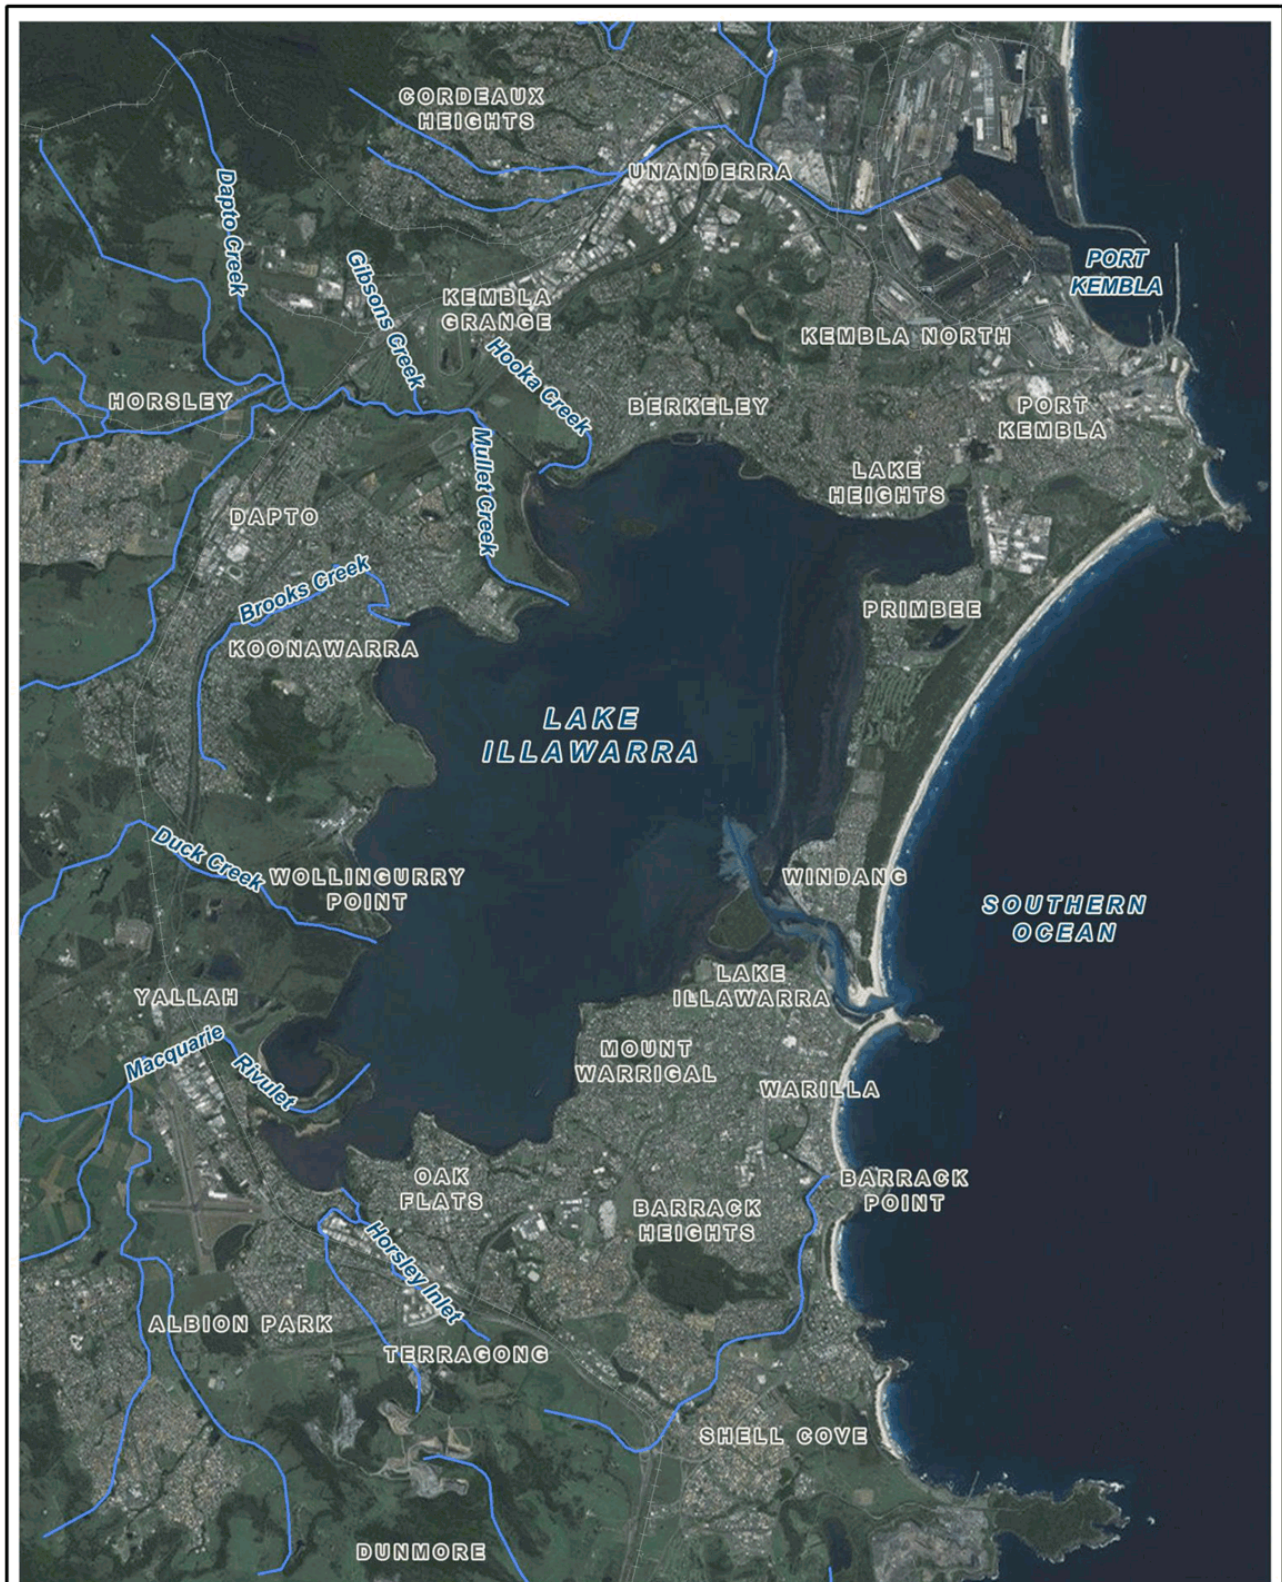 CORDEAUX
HEIGHTS
UNANDERRA
Dapto Creek
Gibsons Creek
PORT
KEMBLA
KEMBLA
GRANGE
KEMBLA NORTH
Hooka Creek
HORSLEY
BERKELEY
PORT
KEMBLA
Mullet Creek
LAKE
HEIGHTS
DAPTO
Brooks Creek
PRIMBEE
KOONAWARRA
LAKE
ILLAWARRA
Duck Creek
WOLLINGURRY
POINT
WINDANG
SOUTHERN
OCEAN
LAKE
ILLAWARRA
YALLAH
Macquarie
Rivulet
MOUNT
WARRIGAL
WARILLA
OAK
FLATS
BARRACK
POINT
BARRACK
HEIGHTS
Horsley Inlet
ALBION PARK
TERRAGONG
SHELL COVE
DUNMORE